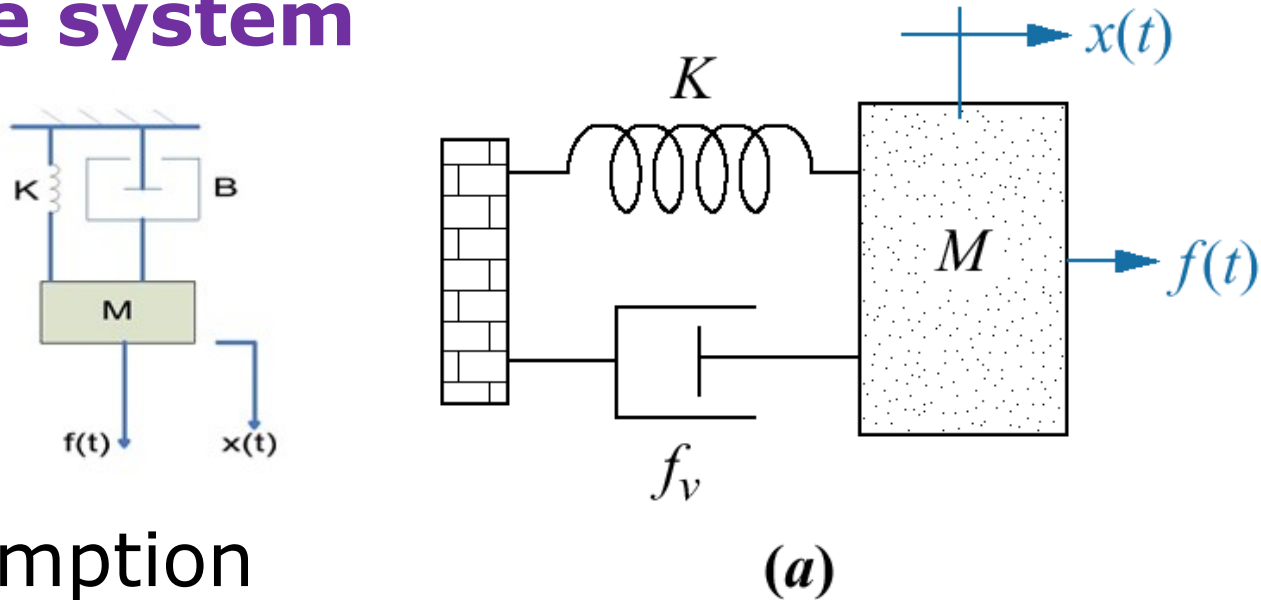 e system
x(t)
K
K
B
M
M
f(t)
f(t)
x(t)
f_v
mption
(a)